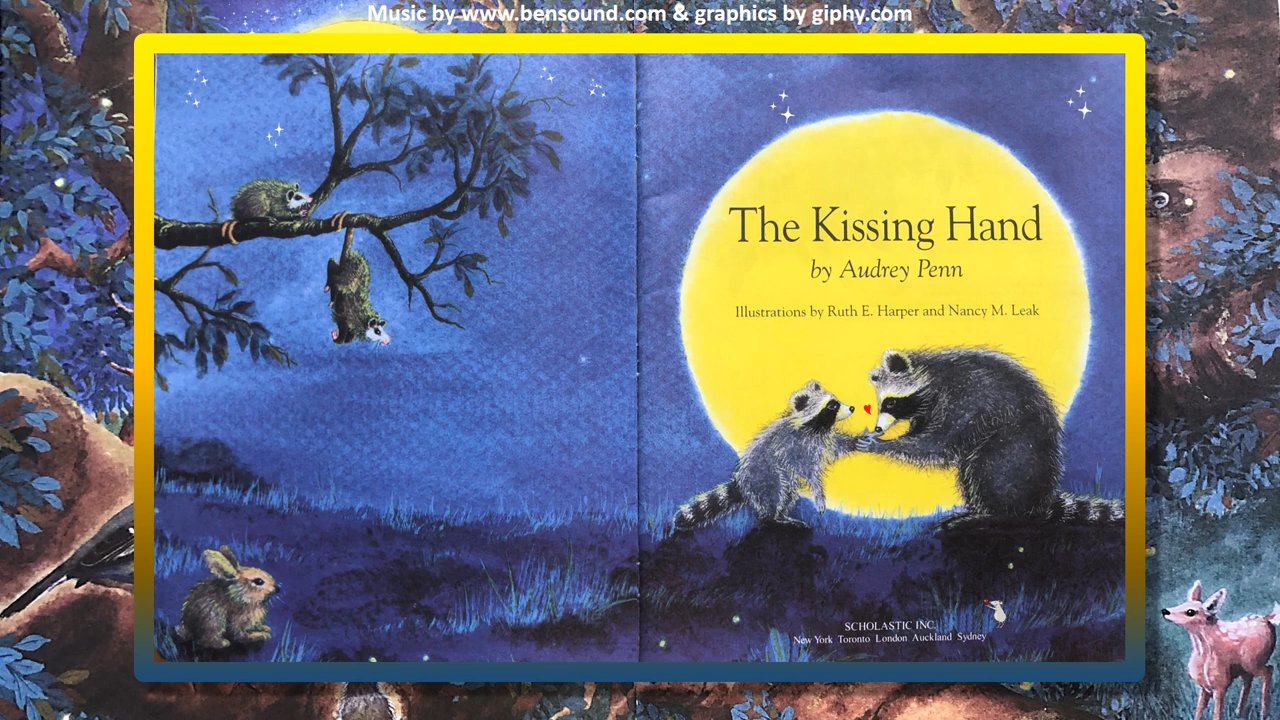 Music by www.bensound.com & graphics by giphy.com
The Kissing Hand
by Audrey Penn
Illustrations by Ruth E. Harper and Nancy M. Leak
SCHOLASTIC INC.
New York Toronto London Auckland Sydney